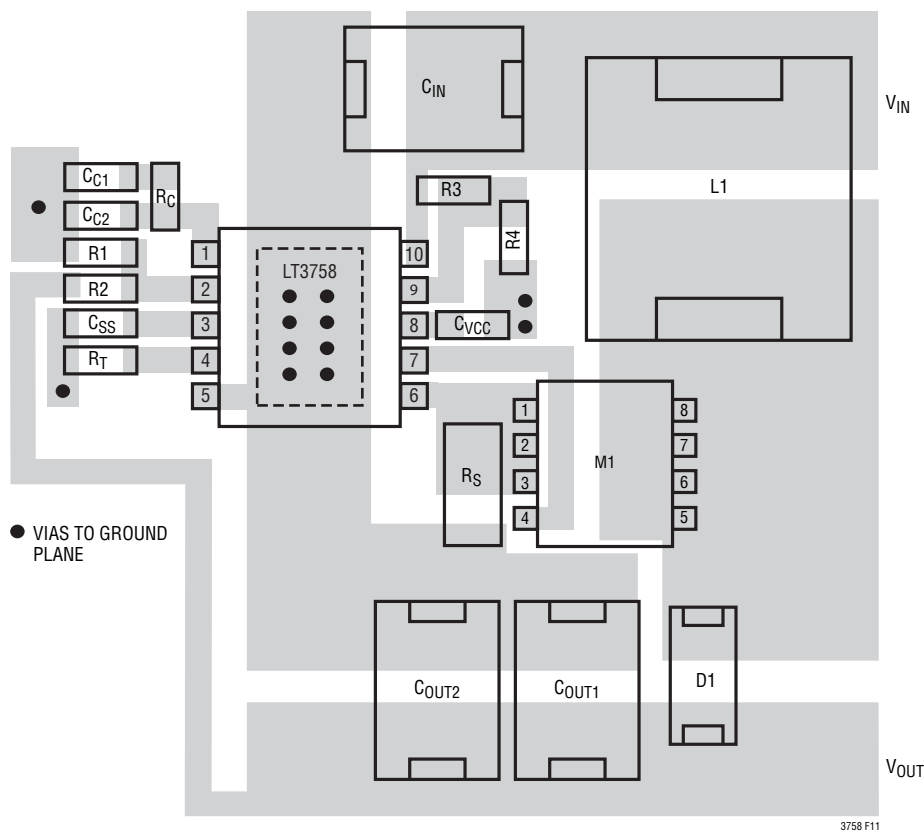 CIN
VIN
L1
CC1
RC
R3
CC2
R4
R1
1
LT3758
10
R2
2
9
CSS
3
8
CVCC
RT
4
7
5
6
1
8
2
M1
7
RS
3
6
4
5
VIAS TO GROUND
PLANE
COUT2
COUT1
D1
VOUT
3758 F11